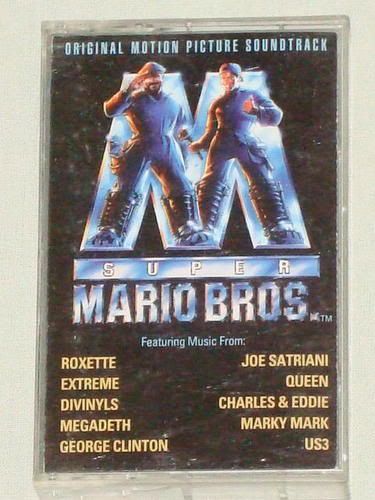 ORIGINAL MOTION PICTURE SOUNDTRACK
SUPER
MARIO BROS.™
Featuring Music From:
ROXETTE
EXTREME
DIVINYLS
MEGADETH
GEORGE CLINTON
JOE SATRIANI
QUEEN
CHARLES & EDDIE
MARKY MARK
US3